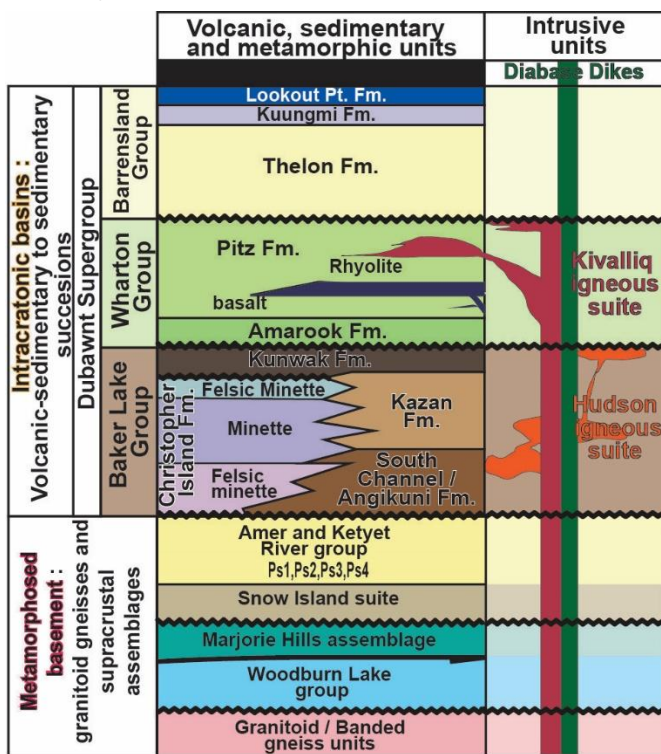 Volcanic, sedimentary
and metamorphic units
Intrusive
units
Diabase Dikes
Intracratonic basins :
Volcanic-sedimentary to sedimentary
succesions
Dubawnt Supergroup
Barrensland
Group
Lookout Pt. Fm.
Kuungmi Fm.
Thelon Fm.
Wharton
Group
Pitz Fm.
Rhyolite
basalt
Amarook Fm.
Kivalliq
igneous
suite
Baker Lake
Group
Kunwak Fm.
Christopher
Island Fm.
Felsic Minette
Minette
Felsic
minette
Kazan
Fm.
South
Channel /
Angikuni Fm.
Hudson
igneous
suite
Metamorphosed
basement :
granitoid gneisses and
supracrustal
assemblages
Amer and Ketyet
River group
Ps1,Ps2,Ps3,Ps4
Snow Island suite
Marjorie Hills assemblage
Woodburn Lake
group
Granitoid / Banded
gneiss units